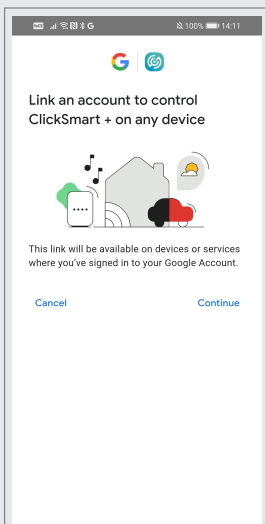 100% 14:11
Link an account to control
ClickSmart + on any device
This link will be available on devices or services
where you've signed in to your Google Account.
Cancel Continue